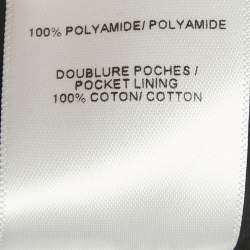 100% POLYAMIDE/ POLYAMIDE
DOUBLURE POCHES /
POCKET LINING
100% COTON/ COTTON